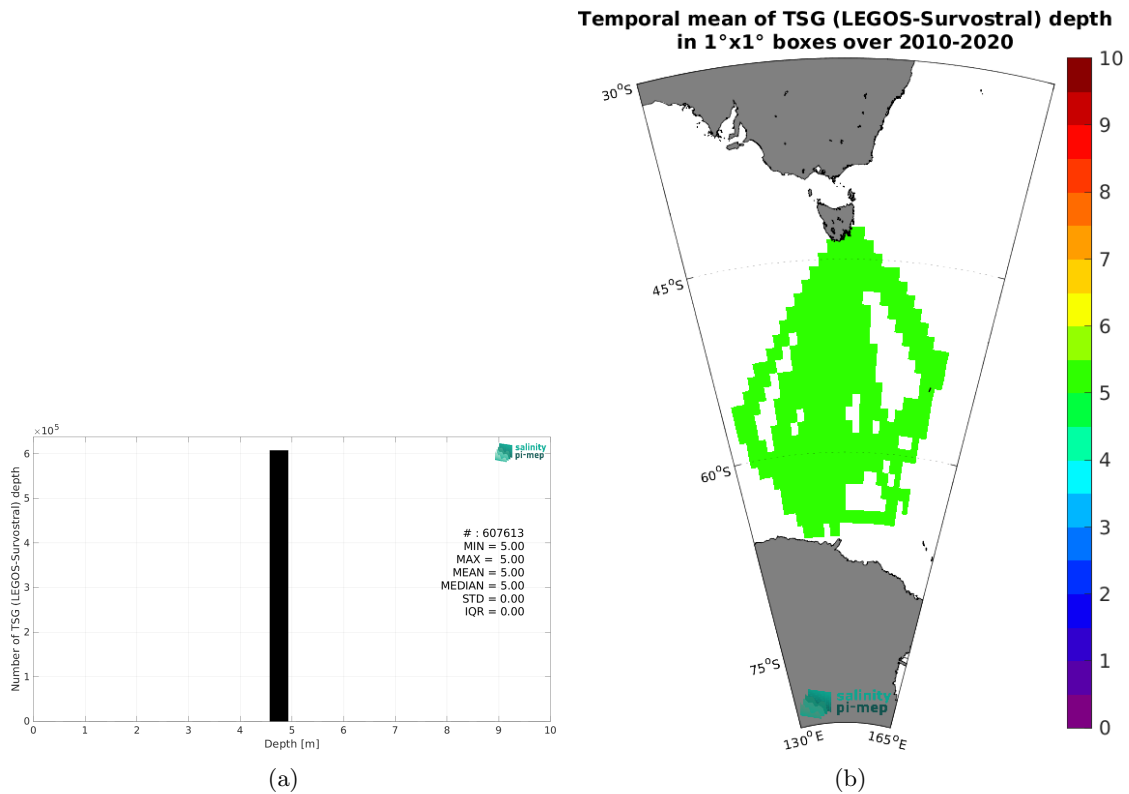 ×10⁵
6
5
4
3
2
1
0
Number of TSG (LEGOS-Survostral) depth
0 1 2 3 4 5 6 7 8 9 10
Depth [m]
salinity
pi-mep
# : 607613
MIN = 5.00
MAX = 5.00
MEAN = 5.00
MEDIAN = 5.00
STD = 0.00
IQR = 0.00
(a)
Temporal mean of TSG (LEGOS-Survostral) depth
in 1°x1° boxes over 2010-2020
30°S
45°S
60°S
75°S
130°E
165°E
salinity
pi-mep
10
9
8
7
6
5
4
3
2
1
0
(b)